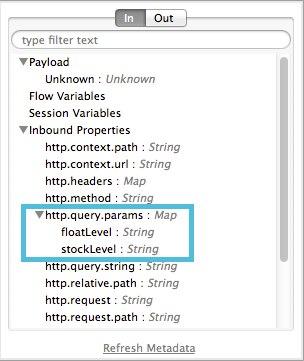 In Out
type filter text
Payload
Unknown : Unknown
Flow Variables
Session Variables
Inbound Properties
http.context.path : String
http.context.url : String
http.headers : Map
http.method : String
http.query.params : Map
floatLevel : String
stockLevel : String
http.query.string : String
http.relative.path : String
http.request : String
http.request.path : String
Refresh Metadata